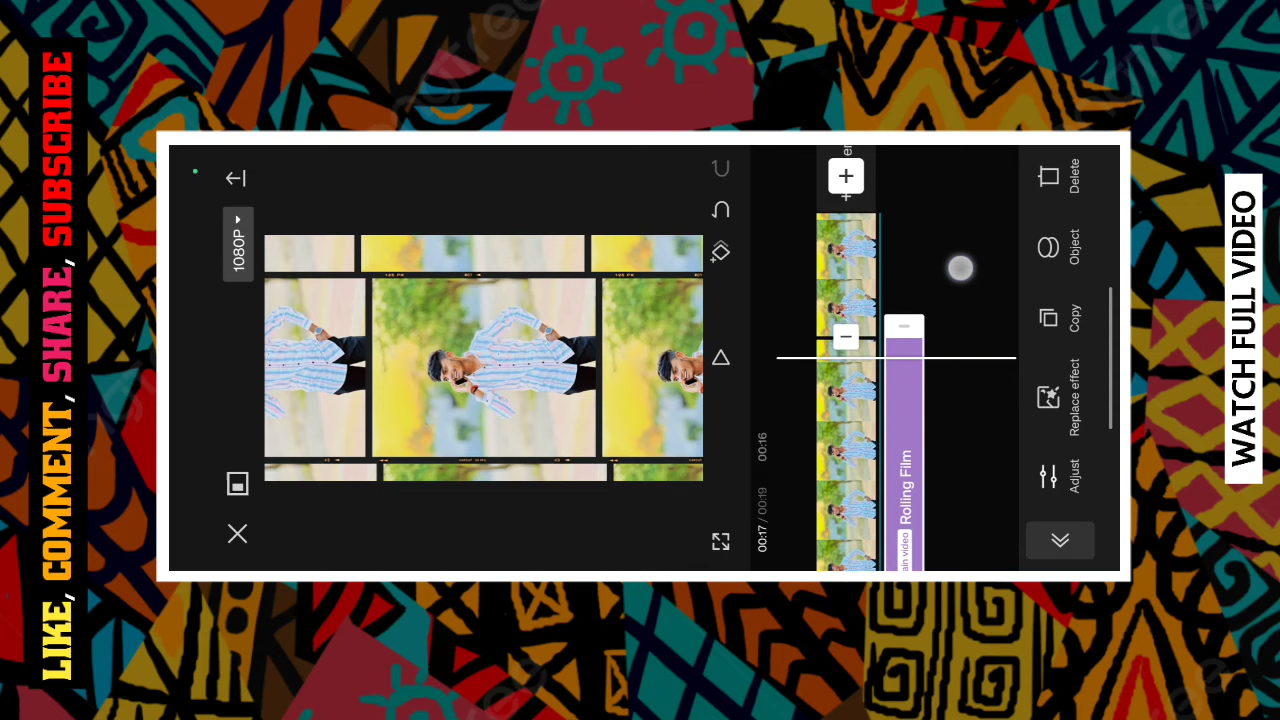 LIKE, COMMENT, SHARE, SUBSCRIBE
1080P
00:17 / 00:19
00:16
+
Rolling Film
Adjust
Replace effect
Copy
Object
Delete
WATCH FULL VIDEO